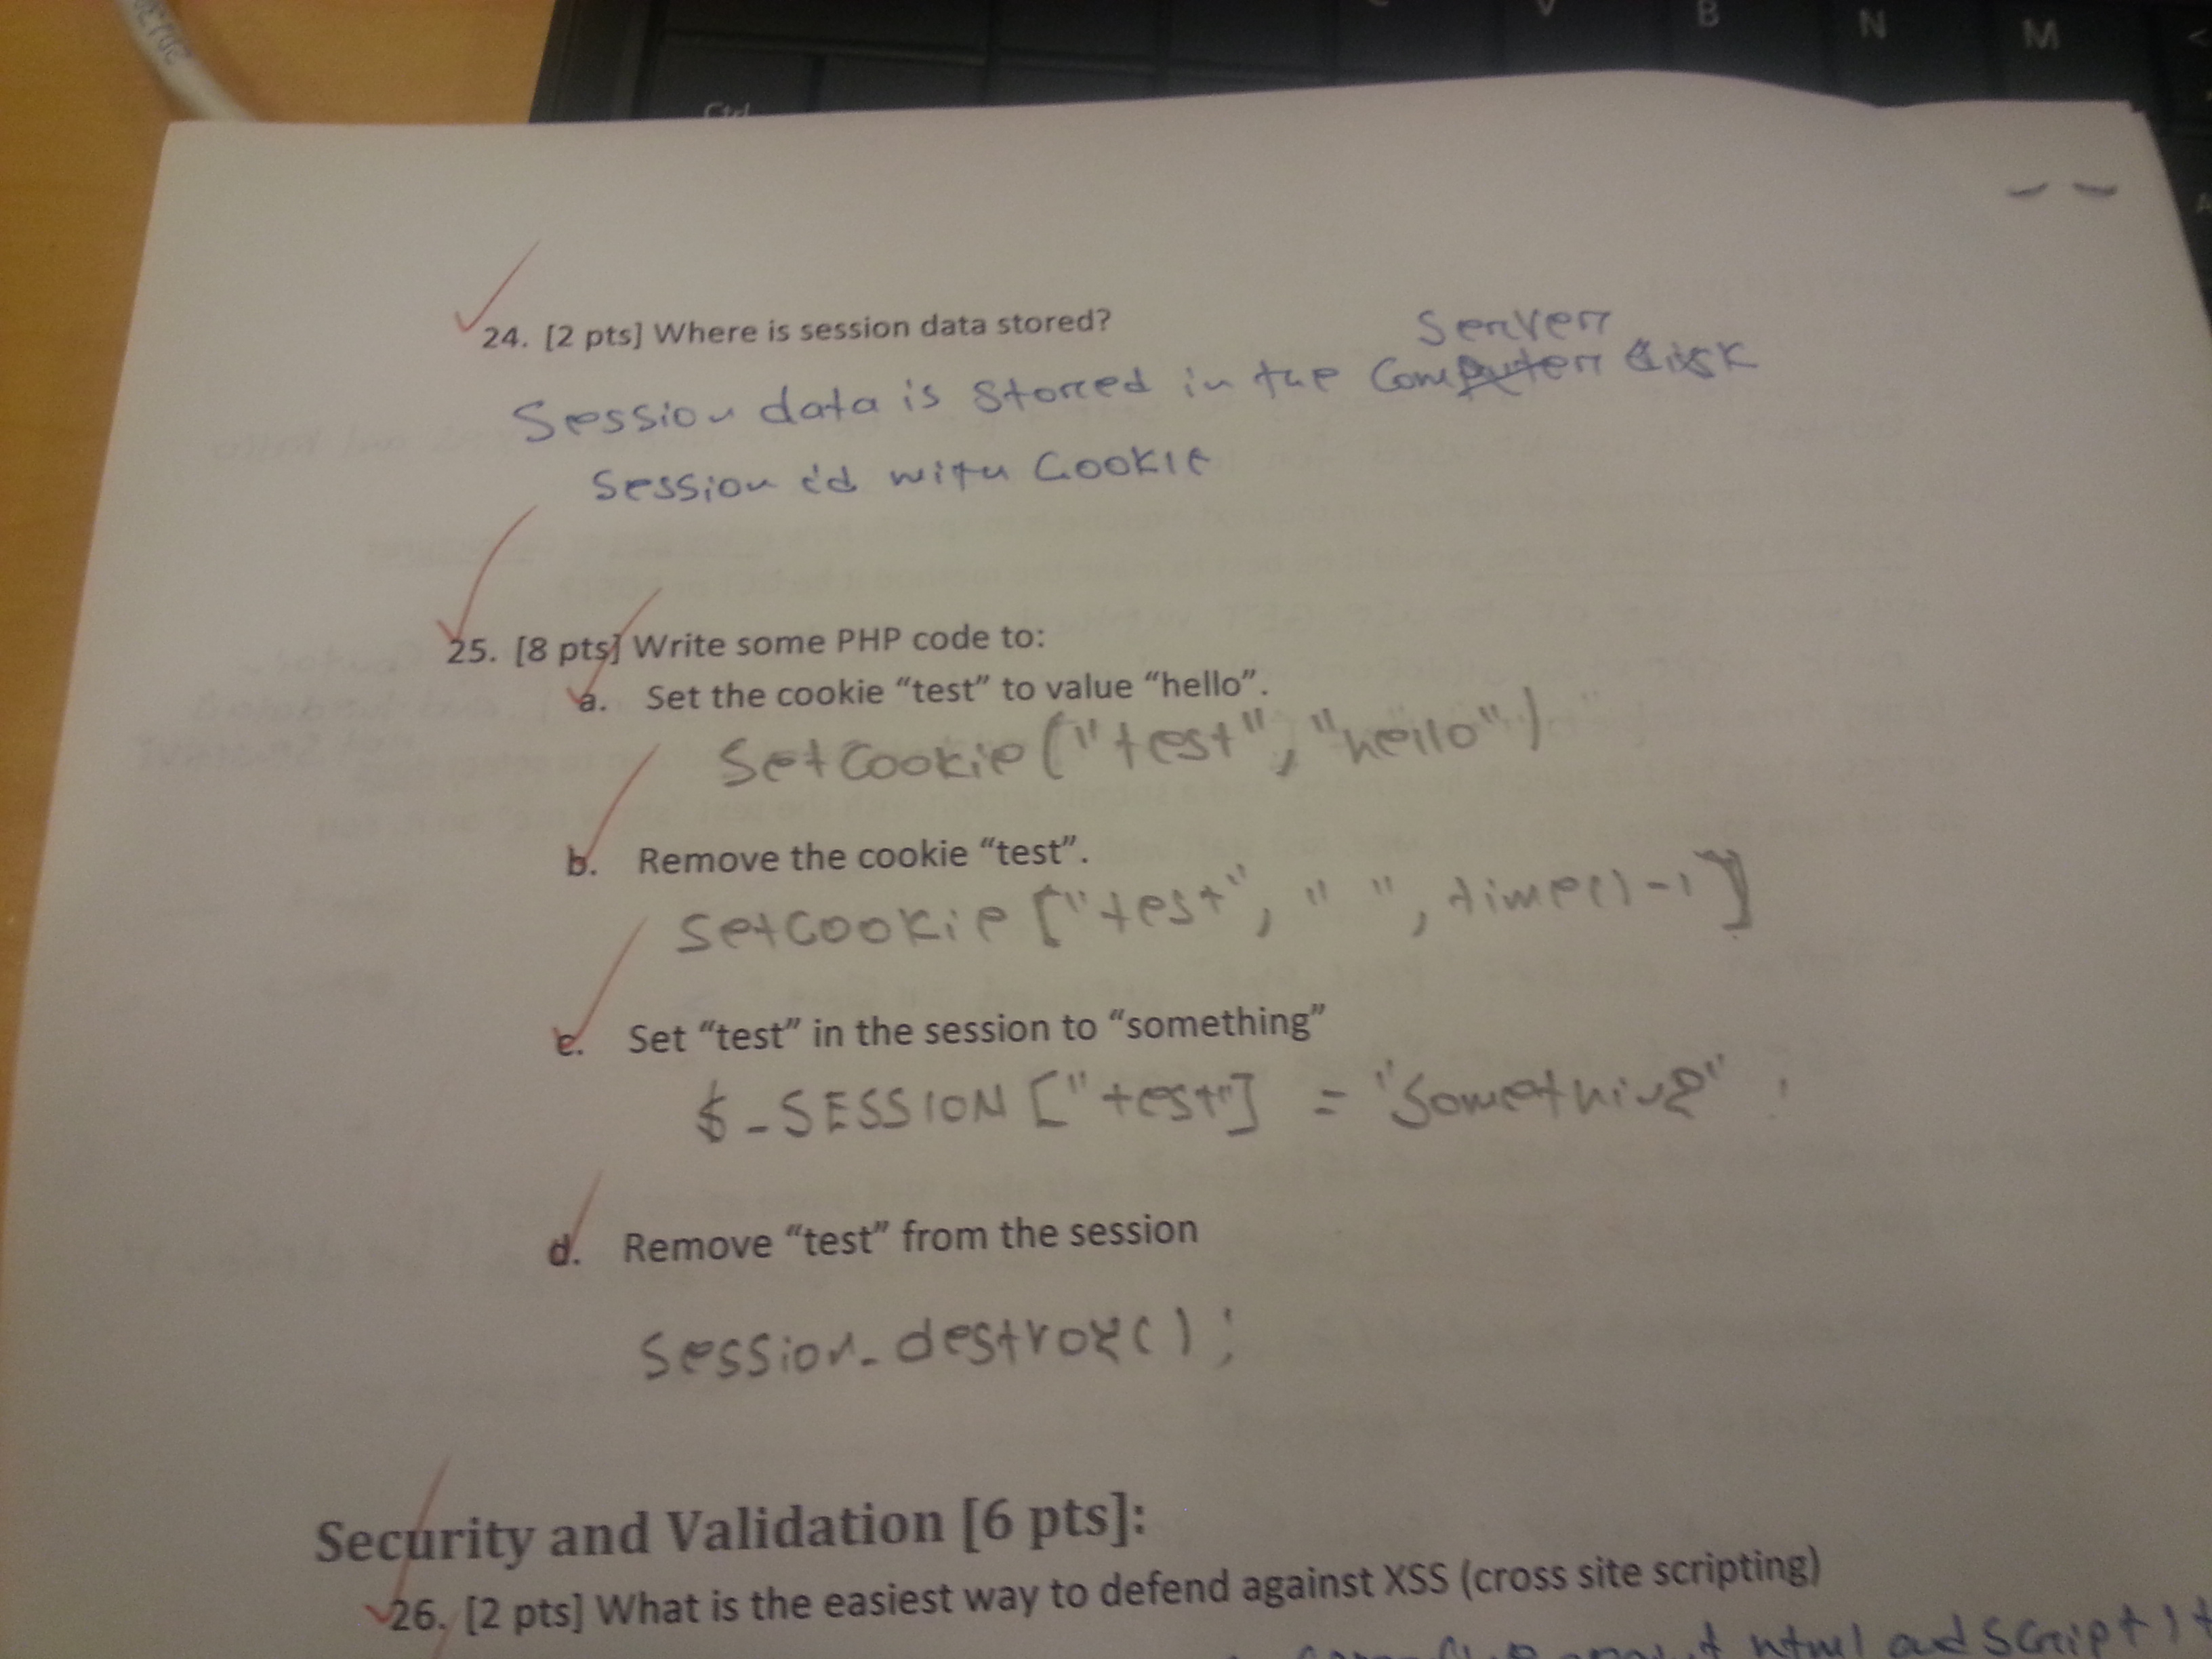 V B N M <
Ctrl
24. [2 pts] Where is session data stored?
Server
Session data is stored in the Computer disk
Session id with Cookie
25. [8 pts] Write some PHP code to:
a. Set the cookie “test” to value “hello”.
SetCookie ("test", "hello")
b. Remove the cookie “test”.
SetCookie ["test", " ", time()-1]
c. Set “test” in the session to “something”
$_SESSION ["test"] = "Something" ;
d. Remove “test” from the session
Session_destroy();
Security and Validation [6 pts]:
26. [2 pts] What is the easiest way to defend against XSS (cross site scripting)
html and Script